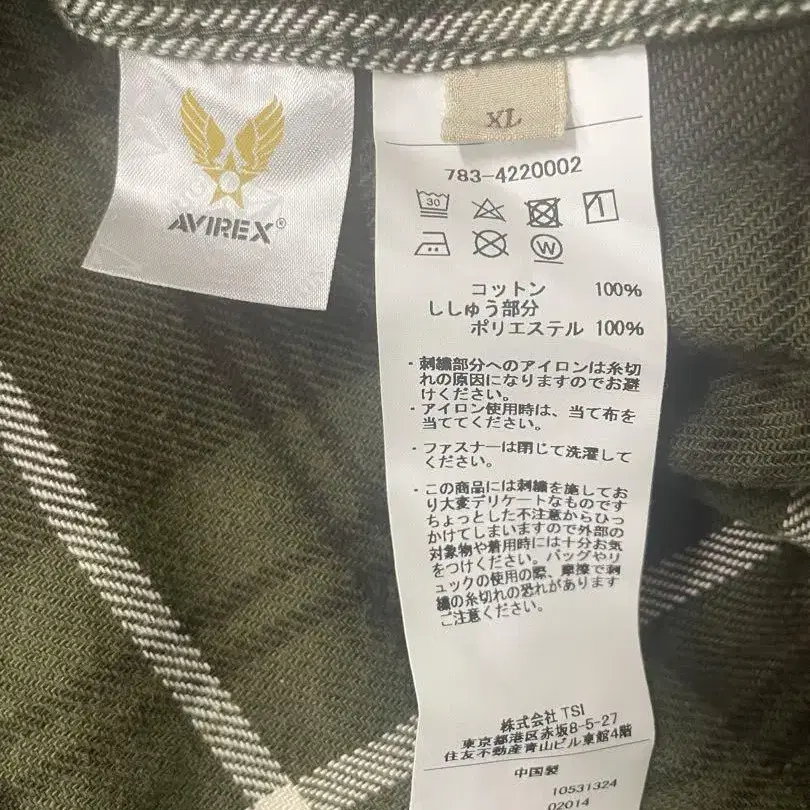 AVIREX®
XL
783-4220002
30
W
コットン 100%
ししゅう部分
ポリエステル 100%
・刺繍部分へのアイロンは糸切
れの原因になりますのでお避
けください。
・アイロン使用時は、当て布を
当ててください。
・ファスナーは閉じて洗濯して
ください。
・この商品には刺繍を施してお
り大変デリケートなものです
ちょっとした不注意からひっ
かけてしまいますので外部の
対象物や着用時には十分お気
をつけください。バッグやリ
ュックの使用の際、摩擦で刺
繍の糸切れの恐れがあります
ご注意ください。
株式会社 TSI
東京都港区赤坂8-5-27
住友不動産青山ビル東館4階
中国製
10531324
02014